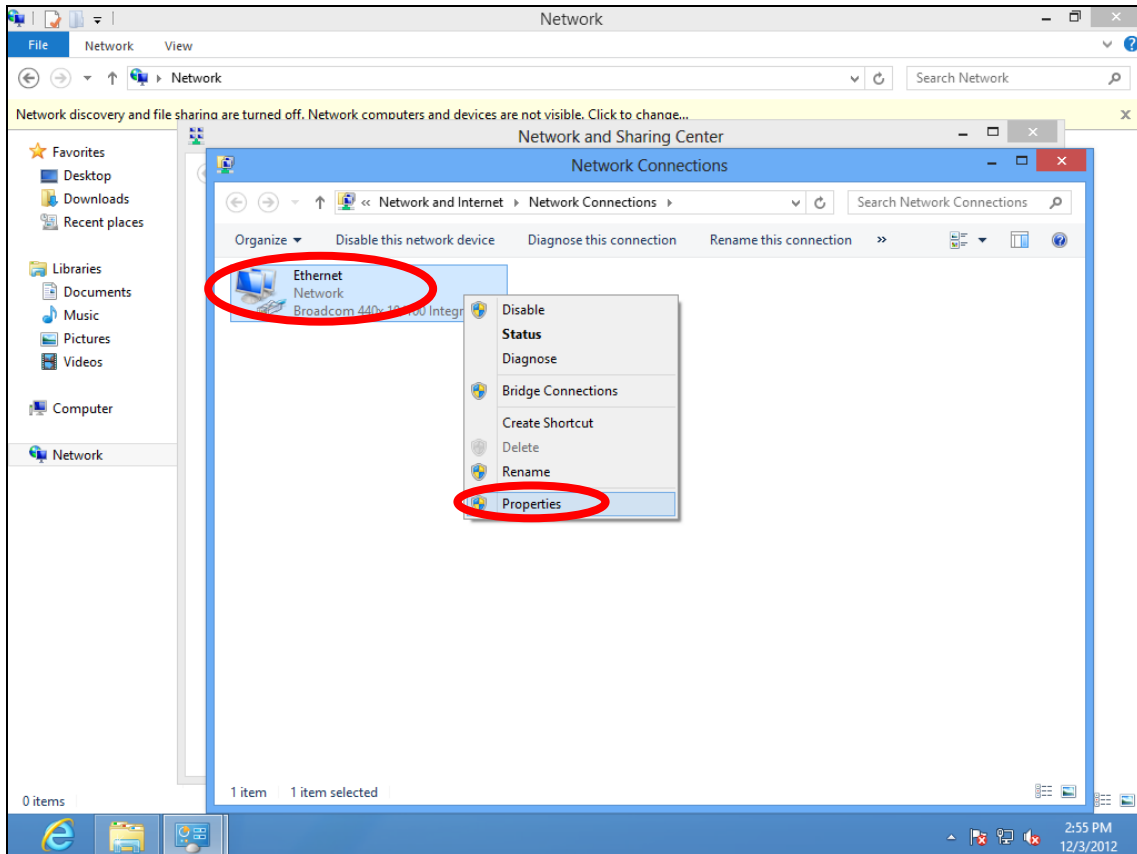 Network
File Network View
Network
Search Network
Network discovery and file sharing are turned off. Network computers and devices are not visible. Click to change...
Network and Sharing Center
Network Connections
Favorites
Desktop
Downloads
Recent places
Libraries
Documents
Music
Pictures
Videos
Computer
Network
« Network and Internet Network Connections
Search Network Connections
Organize Disable this network device Diagnose this connection Rename this connection »
Ethernet
Network
Broadcom 440x 10/100 Integr
Disable
Status
Diagnose
Bridge Connections
Create Shortcut
Delete
Rename
Properties
1 item 1 item selected
0 items
2:55 PM
12/3/2012